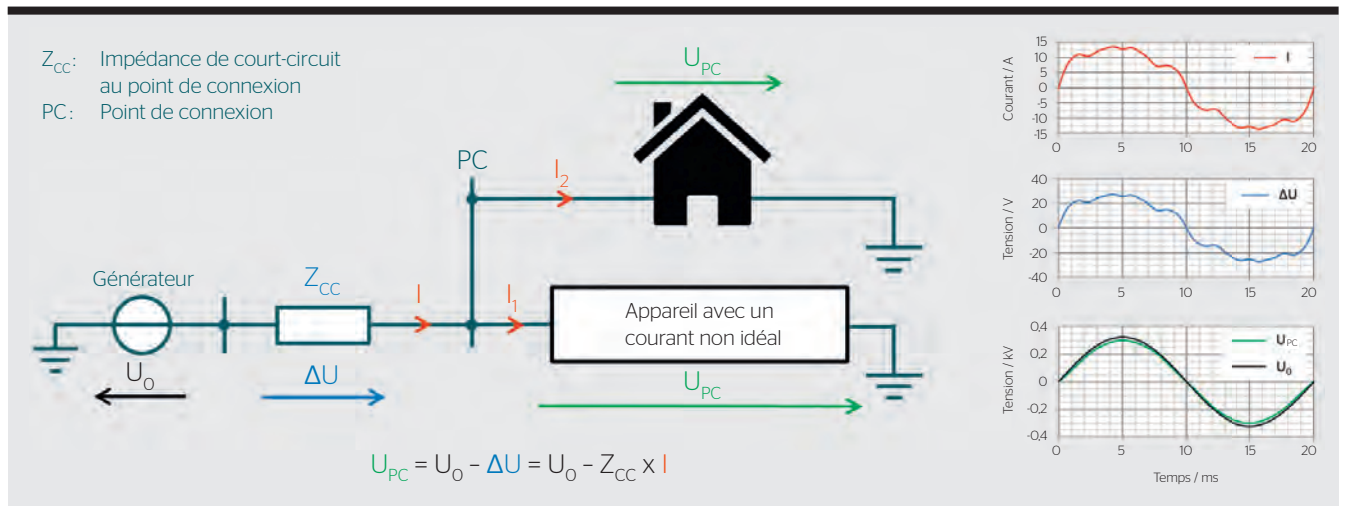 Z_CC: Impédance de court-circuit
au point de connexion
PC: Point de connexion
U_PC
PC
I_2
Générateur
Z_CC
I
I_1
Appareil avec un
courant non idéal
U_0
ΔU
U_PC
U_PC = U_0 – ΔU = U_0 – Z_CC x I
Courant / A
15
10
5
0
-5
-10
-15
I
0 5 10 15 20
Tension / V
40
20
0
-20
-40
ΔU
0 5 10 15 20
Tension / kV
0,4
0,2
0
-0,2
-0,4
U_PC
U_0
0 5 10 15 20
Temps / ms